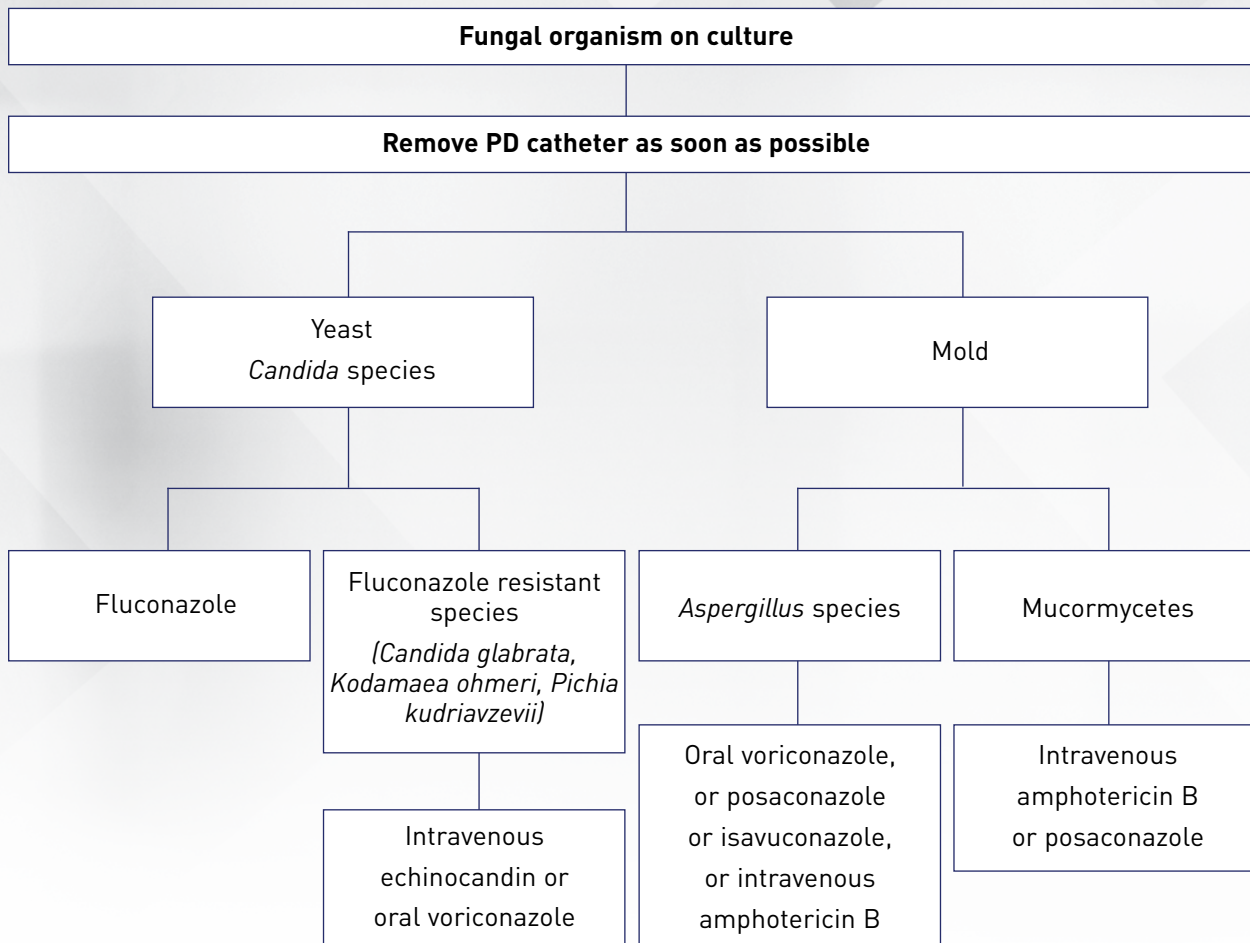 Fungal organism on culture
Remove PD catheter as soon as possible
Yeast
Candida species
Mold
Fluconazole
Fluconazole resistant
species
(Candida glabrata,
Kodamaea ohmeri, Pichia
kudriavzevii)
Aspergillus species
Mucormycetes
Intravenous
echinocandin or
oral voriconazole
Oral voriconazole,
or posaconazole
or isavuconazole,
or intravenous
amphotericin B
Intravenous
amphotericin B
or posaconazole